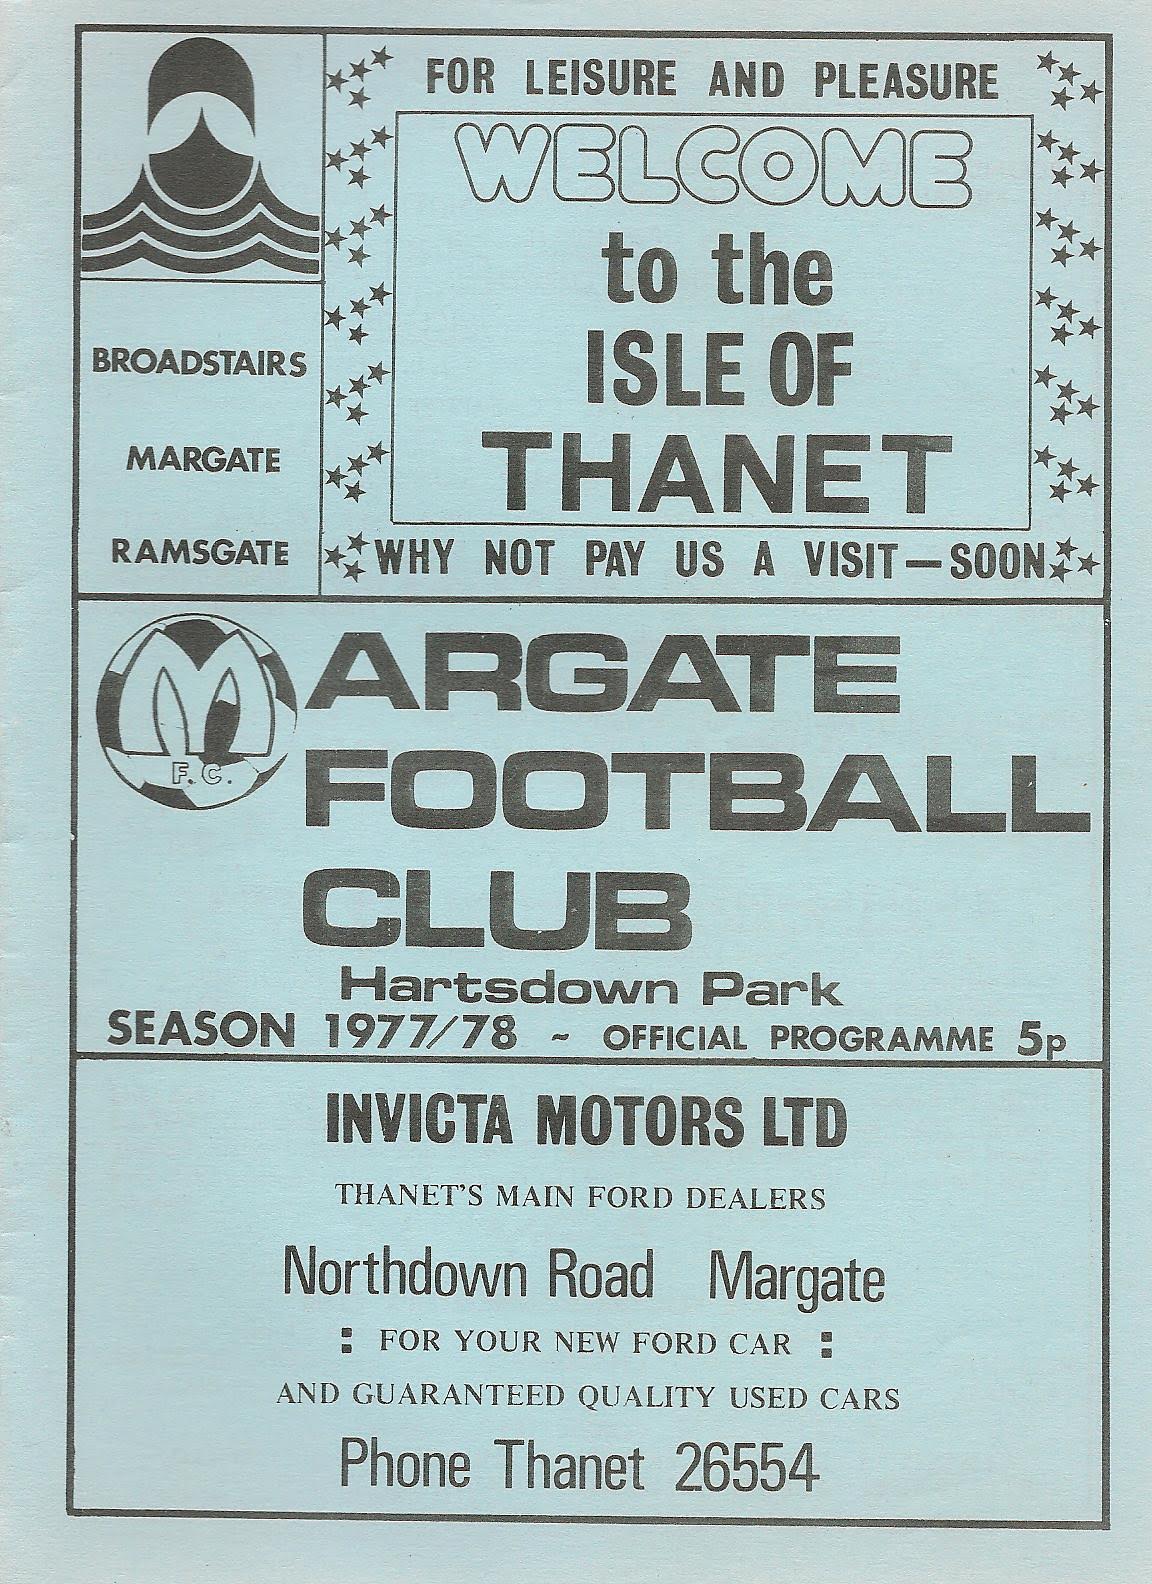 FOR LEISURE AND PLEASURE
WELCOME
to the
ISLE OF
THANET
WHY NOT PAY US A VISIT — SOON
BROADSTAIRS
MARGATE
RAMSGATE
MARGATE
F.C.
FOOTBALL
CLUB
Hartsdown Park
SEASON 1977/78 ~ OFFICIAL PROGRAMME 5p
INVICTA MOTORS LTD
THANET'S MAIN FORD DEALERS
Northdown Road Margate
: FOR YOUR NEW FORD CAR :
AND GUARANTEED QUALITY USED CARS
Phone Thanet 26554